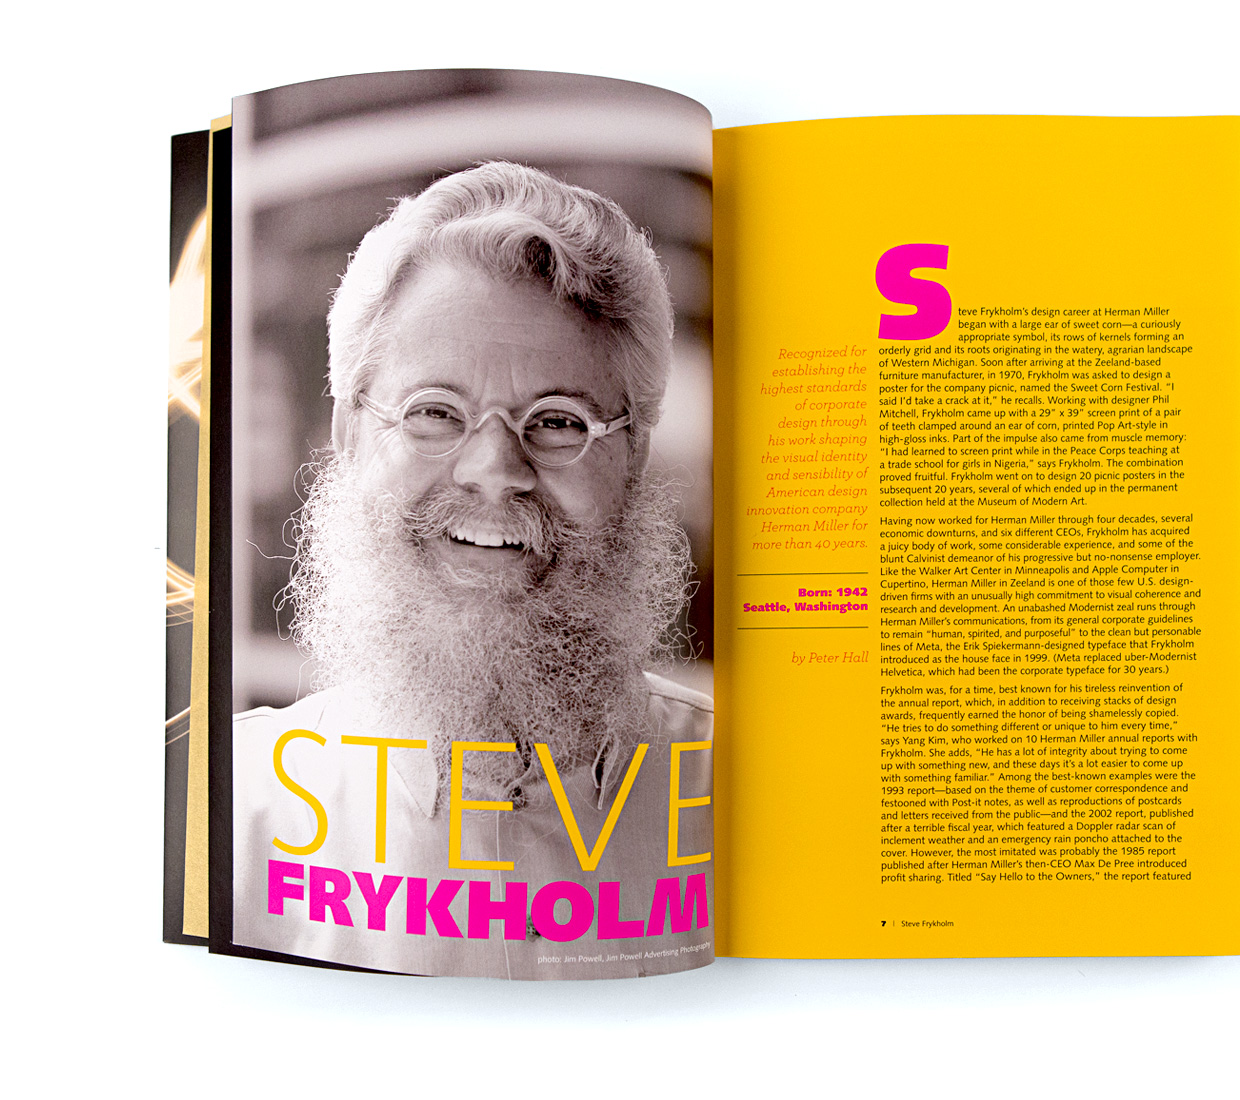 STEVE
FRYKHOLM
photo: Jim Powell, Jim Powell Advertising Photography
Recognized for
establishing the
highest standards
of corporate
design through
his work shaping
the visual identity
and sensibility of
American design
innovation company
Herman Miller for
more than 40 years.
Born: 1942
Seattle, Washington
by Peter Hall
Steve Frykholm's design career at Herman Miller
began with a large ear of sweet corn—a curiously
appropriate symbol, its rows of kernels forming an
orderly grid and its roots originating in the watery, agrarian landscape
of Western Michigan. Soon after arriving at the Zeeland-based
furniture manufacturer, in 1970, Frykholm was asked to design a
poster for the company picnic, named the Sweet Corn Festival. "I
said I'd take a crack at it," he recalls. Working with designer Phil
Mitchell, Frykholm came up with a 29" x 39" screen print of a pair
of teeth clamped around an ear of corn, printed Pop Art-style in
high-gloss inks. Part of the impulse also came from muscle memory:
"I had learned to screen print while in the Peace Corps teaching at
a trade school for girls in Nigeria," says Frykholm. The combination
proved fruitful. Frykholm went on to design 20 picnic posters in the
subsequent 20 years, several of which ended up in the permanent
collection held at the Museum of Modern Art.
Having now worked for Herman Miller through four decades, several
economic downturns, and six different CEOs, Frykholm has acquired
a juicy body of work, some considerable experience, and some of the
blunt Calvinist demeanor of his progressive but no-nonsense employer.
Like the Walker Art Center in Minneapolis and Apple Computer in
Cupertino, Herman Miller in Zeeland is one of those few U.S. design-
driven firms with an unusually high commitment to visual coherence and
research and development. An unabashed Modernist zeal runs through
Herman Miller's communications, from its general corporate guidelines
to remain "human, spirited, and purposeful" to the clean but personable
lines of Meta, the Erik Spiekermann-designed typeface that Frykholm
introduced as the house face in 1999. (Meta replaced uber-Modernist
Helvetica, which had been the corporate typeface for 30 years.)
Frykholm was, for a time, best known for his tireless reinvention of
the annual report, which, in addition to receiving stacks of design
awards, frequently earned the honor of being shamelessly copied.
"He tries to do something different or unique to him every time,"
says Yang Kim, who worked on 10 Herman Miller annual reports with
Frykholm. She adds, "He has a lot of integrity about trying to come
up with something new, and these days it's a lot easier to come up
with something familiar." Among the best-known examples were the
1993 report—based on the theme of customer correspondence and
festooned with Post-it notes, as well as reproductions of postcards
and letters received from the public—and the 2002 report, published
after a terrible fiscal year, which featured a Doppler radar scan of
inclement weather and an emergency rain poncho attached to the
cover. However, the most imitated was probably the 1985 report
published after Herman Miller's then-CEO Max De Pree introduced
profit sharing. Titled "Say Hello to the Owners," the report featured
7 | Steve Frykholm